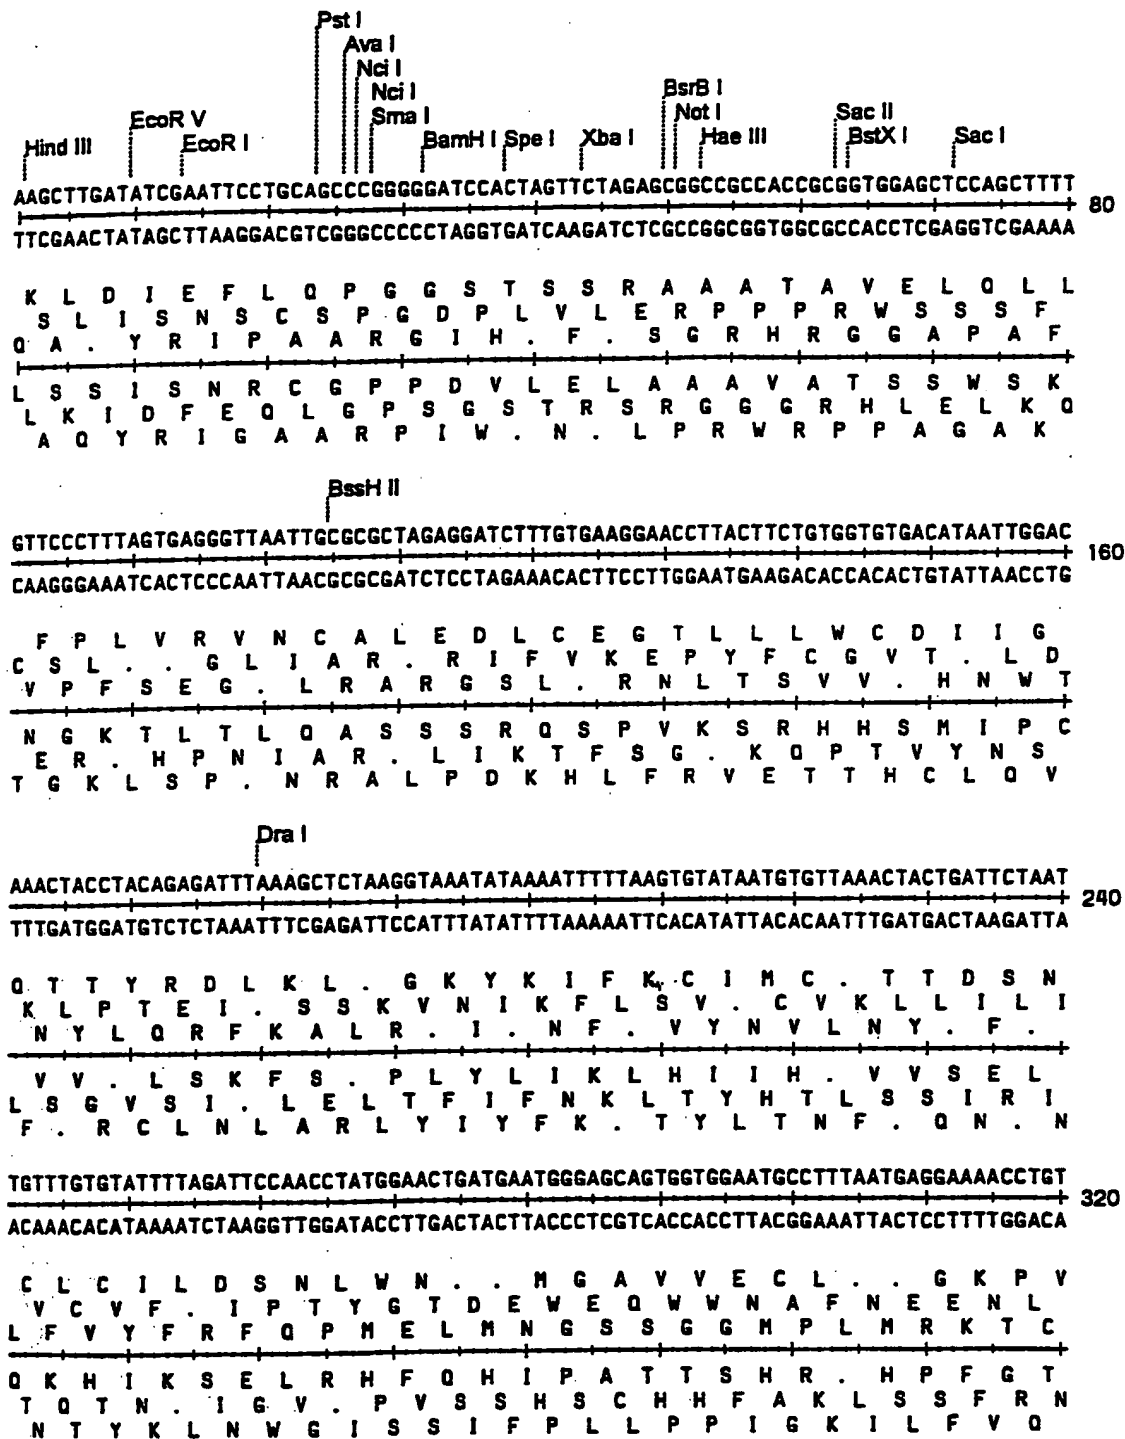 Pst I
Ava I
Nci I
Nci I
BsrB I
EcoR V
Sma I
Not I
Sac II
Hind III
EcoR I
BamH I
Spe I
Xba I
Hae III
BstX I
Sac I
AAGCTTGATATCGAATTCCTGCAGCCCGGGGGATCCACTAGTTCTAGAGCGGCCGCCACCGCGGTGGAGCTCCAGCTTTT
80
TTCGAACTATAGCTTAAGGACGTCGGGCCCCCTAGGTGATCAAGATCTCGCCGGCGGTGGCGCCACCTCGAGGTCGAAAA
K L D I E F L Q P G G S T S S R A A A T A V E L Q L L
S L I S N S C S P G D P L V L E R P P P R W S S S F
Q A . Y R I P A A R G I H . F . S G R H R G G A P A F
L S S I S N R C G P P D V L E L A A A V A T S S W S K
L K I D F E Q L G P S G S T R S R G G G R H L E L K Q
A Q Y R I G A A R P I W . N . L P R W R P P A G A K
BssH II
GTTCCCTTTAGTGAGGGTTAATTGCGCGCTAGAGGATCTTTGTGAAGGAACCTTACTTCTGTGGTGTGACATAATTGGAC
160
CAAGGGAAATCACTCCCAATTAACGCGCGATCTCCTAGAAACACTTCCTTGGAATGAAGACACCACACTGTATTAACCTG
F P L V R V N C A L E D L C E G T L L L W C D I I G
C S L . . G L I A R . R I F V K E P Y F C G V T . L D
V P F S E G . L R A R G S L . R N L T S V V . H N W T
N G K T L T L Q A S S S R Q S P V K S R H H S M I P C
E R . H P N I A R . L I K T F S G . K Q P T V Y N S
T G K L S P . N R A L P D K H L F R V E T T H C L Q V
Dra I
AAACTACCTACAGAGATTTAAAGCTCTAAGGTAAATATAAAATTTTTAAGTGTATAATGTGTTAAACTACTGATTCTAAT
240
TTTGATGGATGTCTCTAAATTTCGAGATTCCATTTATATTTTAAAAATTCACATATTACACAATTTGATGACTAAGATTA
Q T T Y R D L K L . G K Y K I F K C I M C . T T D S N
K L P T E I . S S K V N I K F L S V . C V K L L I L I
N Y L Q R F K A L R . I . N F . V Y N V L N Y . F .
V V . L S K F S . P L Y L I K L H I I H . V V S E L
L S G V S I . L E L T F I F N K L T Y H T L S S I R I
F . R C L N L A R L Y I Y F K . T Y L T N F . Q N . N
TGTTTGTGTATTTTAGATTCCAACCTATGGAACTGATGAATGGGAGCAGTGGTGGAATGCCTTTAATGAGGAAAACCTGT
320
ACAAACACATAAAATCTAAGGTTGGATACCTTGACTACTTACCCTCGTCACCACCTTACGGAAATTACTCCTTTTGGACA
C L C I L D S N L W N . . M G A V V E C L . . G K P V
V C V F . I P T Y G T D E W E Q W W N A F N E E N L
L F V Y F R F Q P M E L M N G S S G G M P L M R K T C
Q K H I K S E L R H F Q H I P A T T S H R . H P F G T
T Q T N . I G V . P V S S H S C H H F A K L S S F R N
N T Y K L N W G I S S I F P L L P P I G K I L F V Q